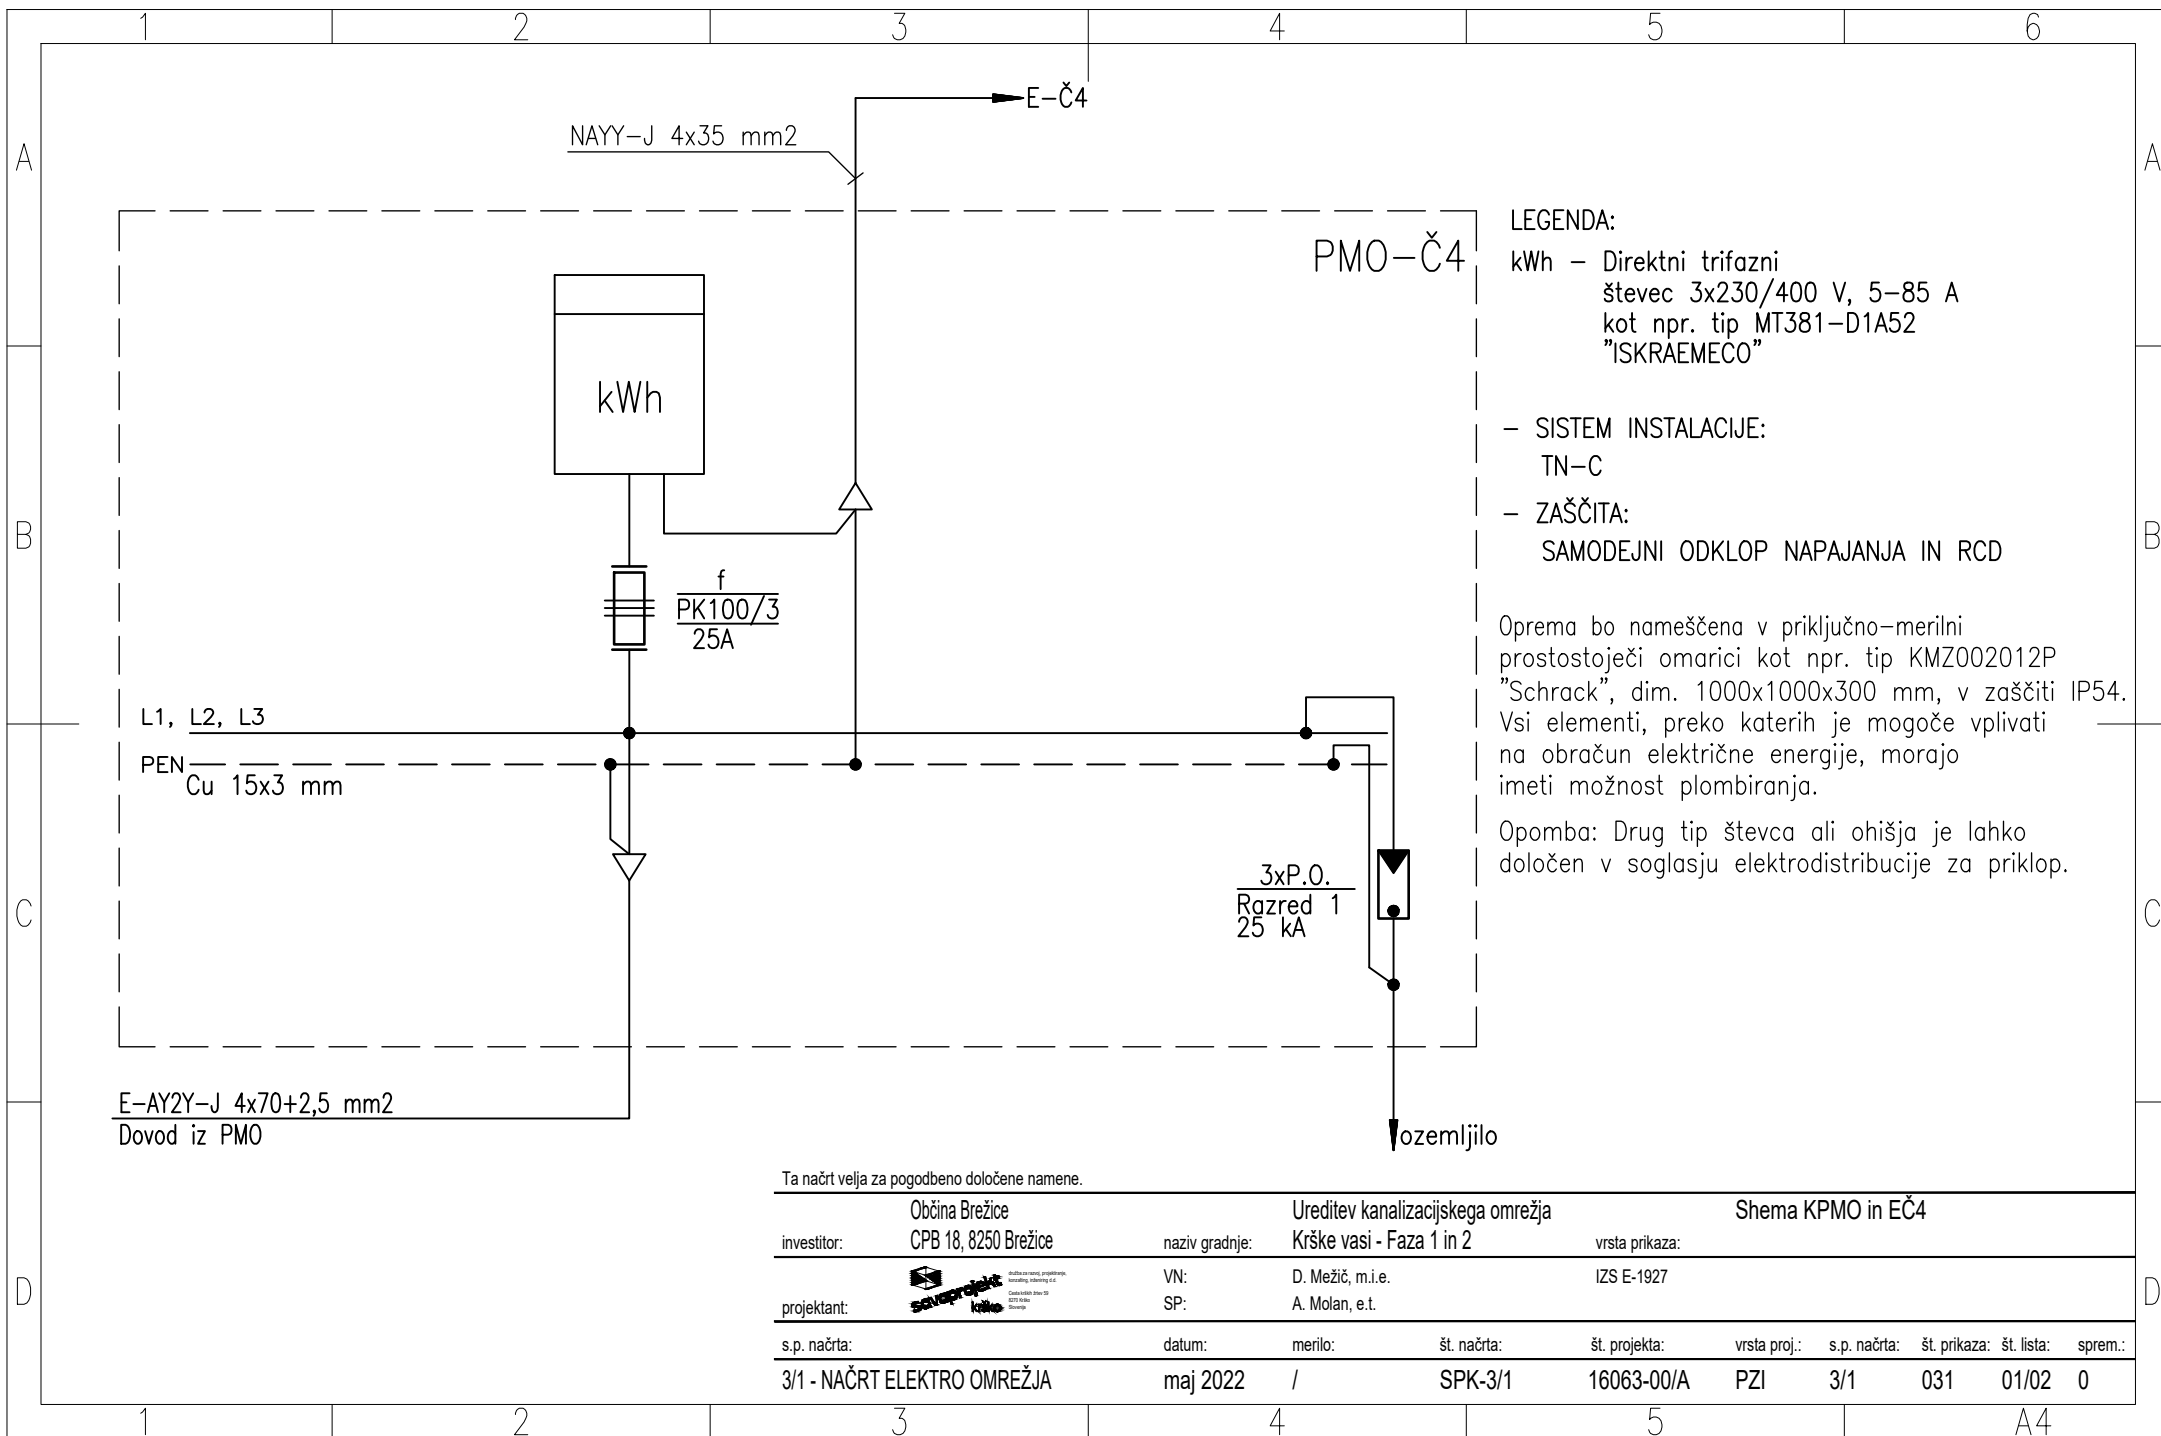 1 2 3 4 5 6
A A
B B
C C
D D
E-Č4
NAYY-J 4x35 mm2
PMO-Č4
kWh
f
PK100/3
25A
L1, L2, L3
PEN
Cu 15x3 mm
3xP.O.
Razred 1
25 kA
E-AY2Y-J 4x70+2,5 mm2
Dovod iz PMO
ozemljilo
LEGENDA:
kWh - Direktni trifazni
števec 3x230/400 V, 5-85 A
kot npr. tip MT381-D1A52
"ISKRAEMECO"
- SISTEM INSTALACIJE:
TN-C
- ZAŠČITA:
SAMODEJNI ODKLOP NAPAJANJA IN RCD
Oprema bo nameščena v priključno-merilni
prostostoječi omarici kot npr. tip KMZ002012P
"Schrack", dim. 1000x1000x300 mm, v zaščiti IP54.
Vsi elementi, preko katerih je mogoče vplivati
na obračun električne energije, morajo
imeti možnost plombiranja.
Opomba: Drug tip števca ali ohišja je lahko
določen v soglasju elektrodistribucije za priklop.
Ta načrt velja za pogodbeno določene namene.
Občina Brežice Ureditev kanalizacijskega omrežja Shema KPMO in EČ4
investitor: CPB 18, 8250 Brežice naziv gradnje: Krške vasi - Faza 1 in 2 vrsta prikaza:
savaprojekt
krško
VN: D. Mežič, m.i.e. IZS E-1927
projektant: SP: A. Molan, e.t.
s.p. načrta: datum: merilo: št. načrta: št. projekta: vrsta proj.: s.p. načrta: št. prikaza: št. lista: sprem.:
3/1 - NAČRT ELEKTRO OMREŽJA maj 2022 / SPK-3/1 16063-00/A PZI 3/1 031 01/02 0
1 2 3 4 5 A4